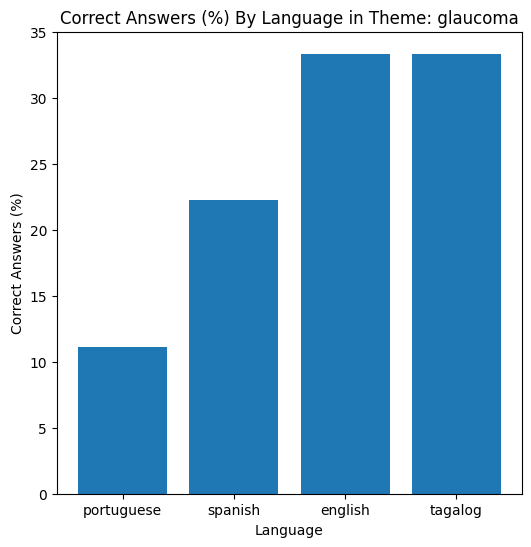 Correct Answers (%) By Language in Theme: glaucoma
35
30
25
20
15
10
5
0
Correct Answers (%)
portuguese spanish english tagalog
Language